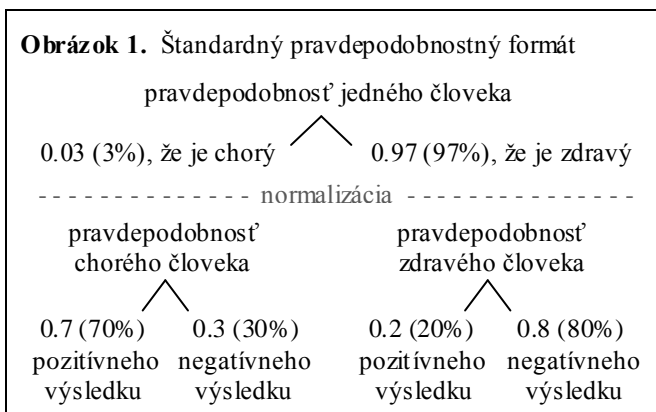 Obrázok 1. Štandardný pravdepodobnostný formát
pravdepodobnosť jedného človeka
0.03 (3%), že je chorý 0.97 (97%), že je zdravý
- - - - - - - - - - - - - - normalizácia - - - - - - - - - - - - - -
pravdepodobnosť pravdepodobnosť
chorého človeka zdravého človeka
0.7 (70%) 0.3 (30%) 0.2 (20%) 0.8 (80%)
pozitívneho negatívneho pozitívneho negatívneho
výsledku výsledku výsledku výsledku